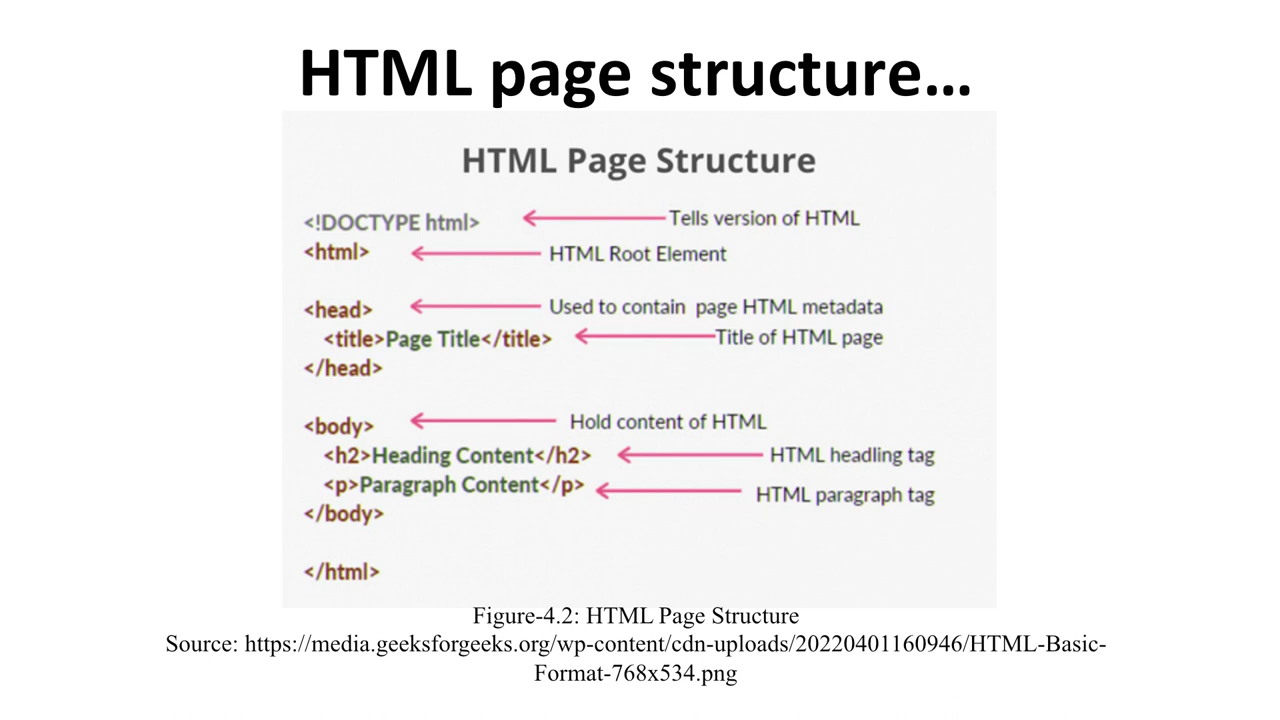 HTML page structure…
HTML Page Structure
<!DOCTYPE html> Tells version of HTML
<html> HTML Root Element
<head> Used to contain page HTML metadata
<title>Page Title</title> Title of HTML page
</head>
<body> Hold content of HTML
<h2>Heading Content</h2> HTML headling tag
<p>Paragraph Content</p> HTML paragraph tag
</body>
</html>
Figure-4.2: HTML Page Structure
Source: https://media.geeksforgeeks.org/wp-content/cdn-uploads/20220401160946/HTML-Basic-
Format-768x534.png